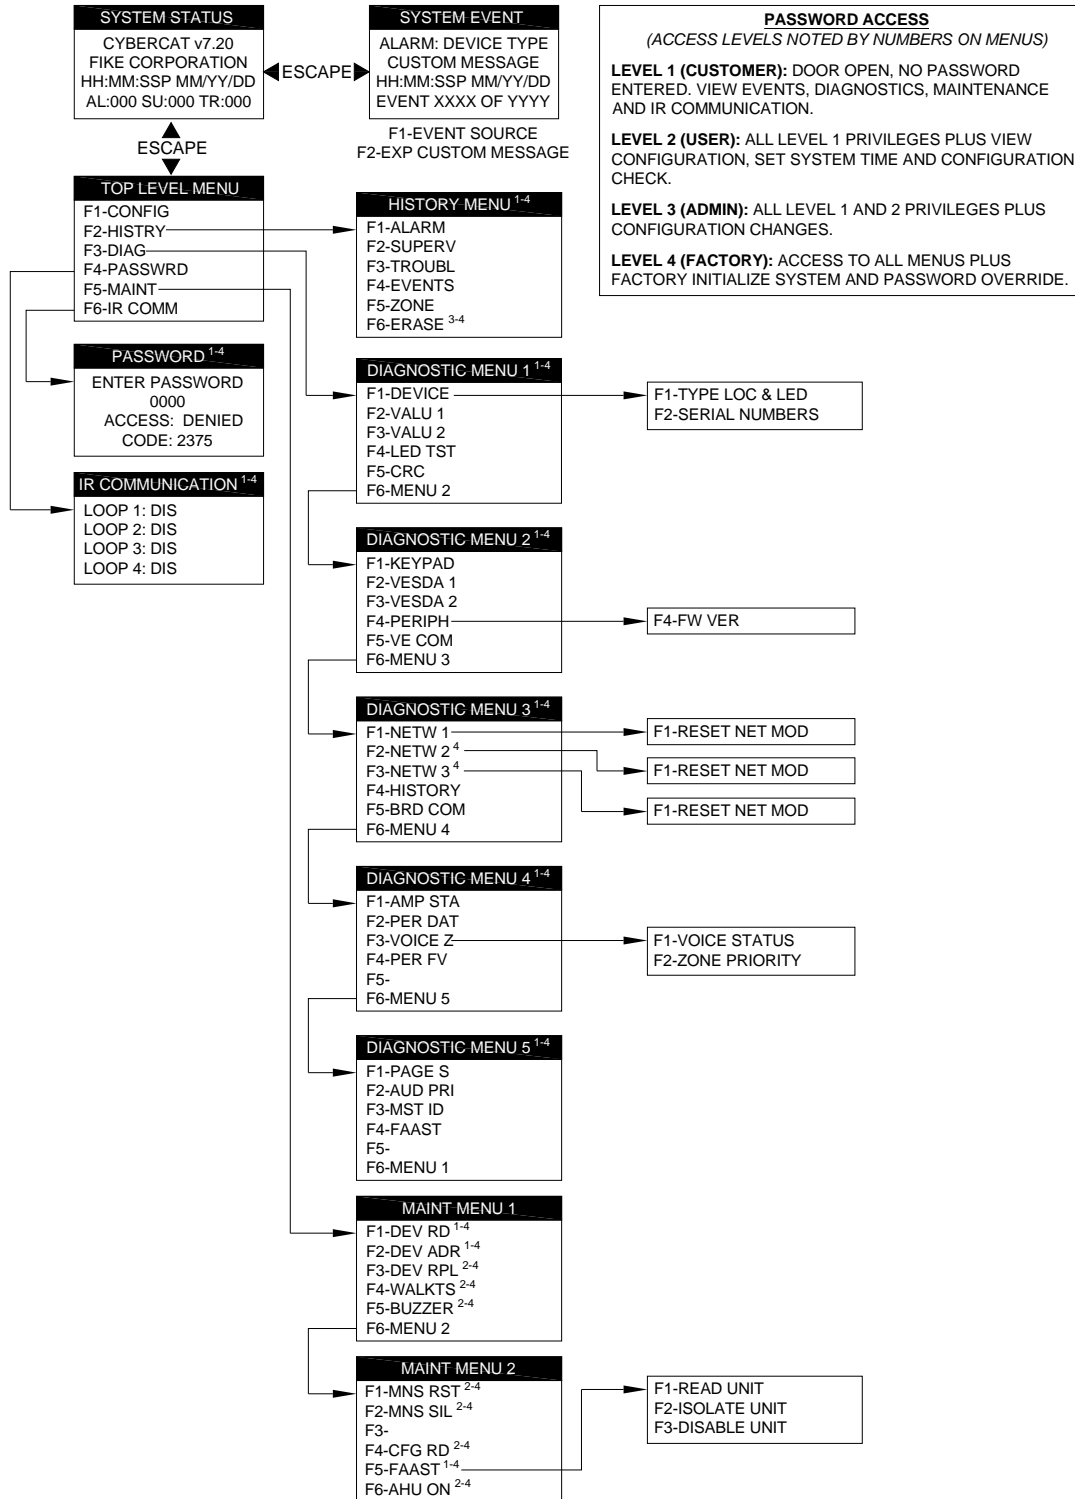 SYSTEM STATUS
CYBERCAT v7.20
FIKE CORPORATION
HH:MM:SSP MM/YY/DD
AL:000 SU:000 TR:000
ESCAPE
SYSTEM EVENT
ALARM: DEVICE TYPE
CUSTOM MESSAGE
HH:MM:SSP MM/YY/DD
EVENT XXXX OF YYYY
F1-EVENT SOURCE
F2-EXP CUSTOM MESSAGE
PASSWORD ACCESS
(ACCESS LEVELS NOTED BY NUMBERS ON MENUS)
LEVEL 1 (CUSTOMER): DOOR OPEN, NO PASSWORD
ENTERED. VIEW EVENTS, DIAGNOSTICS, MAINTENANCE
AND IR COMMUNICATION.
LEVEL 2 (USER): ALL LEVEL 1 PRIVILEGES PLUS VIEW
CONFIGURATION, SET SYSTEM TIME AND CONFIGURATION
CHECK.
LEVEL 3 (ADMIN): ALL LEVEL 1 AND 2 PRIVILEGES PLUS
CONFIGURATION CHANGES.
LEVEL 4 (FACTORY): ACCESS TO ALL MENUS PLUS
FACTORY INITIALIZE SYSTEM AND PASSWORD OVERRIDE.
ESCAPE
TOP LEVEL MENU
F1-CONFIG
F2-HISTRY
F3-DIAG
F4-PASSWRD
F5-MAINT
F6-IR COMM
PASSWORD 1-4
ENTER PASSWORD
0000
ACCESS: DENIED
CODE: 2375
IR COMMUNICATION 1-4
LOOP 1: DIS
LOOP 2: DIS
LOOP 3: DIS
LOOP 4: DIS
HISTORY MENU 1-4
F1-ALARM
F2-SUPERV
F3-TROUBL
F4-EVENTS
F5-ZONE
F6-ERASE 3-4
DIAGNOSTIC MENU 1 1-4
F1-DEVICE
F2-VALU 1
F3-VALU 2
F4-LED TST
F5-CRC
F6-MENU 2
F1-TYPE LOC & LED
F2-SERIAL NUMBERS
DIAGNOSTIC MENU 2 1-4
F1-KEYPAD
F2-VESDA 1
F3-VESDA 2
F4-PERIPH
F5-VE COM
F6-MENU 3
F4-FW VER
DIAGNOSTIC MENU 3 1-4
F1-NETW 1
F2-NETW 2 4
F3-NETW 3 4
F4-HISTORY
F5-BRD COM
F6-MENU 4
F1-RESET NET MOD
F1-RESET NET MOD
F1-RESET NET MOD
DIAGNOSTIC MENU 4 1-4
F1-AMP STA
F2-PER DAT
F3-VOICE Z
F4-PER FV
F5-
F6-MENU 5
F1-VOICE STATUS
F2-ZONE PRIORITY
DIAGNOSTIC MENU 5 1-4
F1-PAGE S
F2-AUD PRI
F3-MST ID
F4-FAAST
F5-
F6-MENU 1
MAINT MENU 1
F1-DEV RD 1-4
F2-DEV ADR 1-4
F3-DEV RPL 2-4
F4-WALKTS 2-4
F5-BUZZER 2-4
F6-MENU 2
MAINT MENU 2
F1-MNS RST 2-4
F2-MNS SIL 2-4
F3-
F4-CFG RD 2-4
F5-FAAST 1-4
F6-AHU ON 2-4
F1-READ UNIT
F2-ISOLATE UNIT
F3-DISABLE UNIT